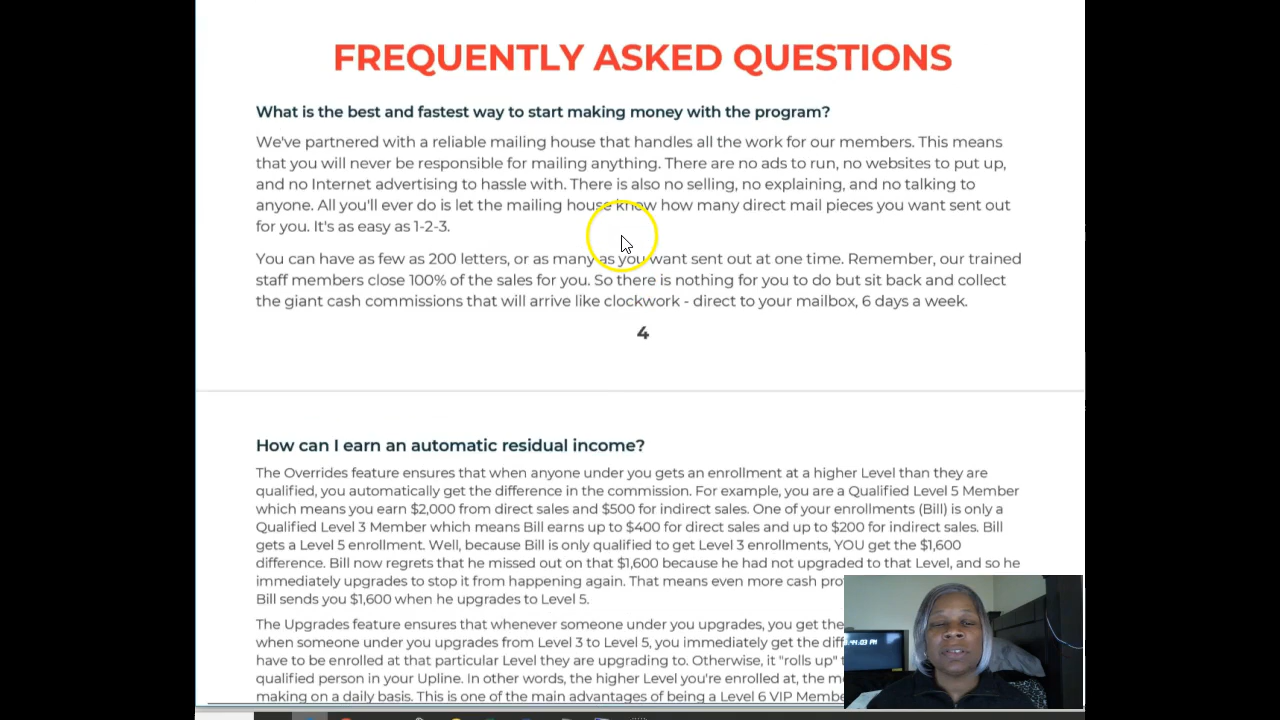 FREQUENTLY ASKED QUESTIONS
What is the best and fastest way to start making money with the program?
We've partnered with a reliable mailing house that handles all the work for our members. This means
that you will never be responsible for mailing anything. There are no ads to run, no websites to put up,
and no Internet advertising to hassle with. There is also no selling, no explaining, and no talking to
anyone. All you'll ever do is let the mailing house know how many direct mail pieces you want sent out
for you. It's as easy as 1-2-3.
You can have as few as 200 letters, or as many as you want sent out at one time. Remember, our trained
staff members close 100% of the sales for you. So there is nothing for you to do but sit back and collect
the giant cash commissions that will arrive like clockwork - direct to your mailbox, 6 days a week.
4
How can I earn an automatic residual income?
The Overrides feature ensures that when anyone under you gets an enrollment at a higher Level than they are
qualified, you automatically get the difference in the commission. For example, you are a Qualified Level 5 Member
which means you earn $2,000 from direct sales and $500 for indirect sales. One of your enrollments (Bill) is only a
Qualified Level 3 Member which means Bill earns up to $400 for direct sales and up to $200 for indirect sales. Bill
gets a Level 5 enrollment. Well, because Bill is only qualified to get Level 3 enrollments, YOU get the $1,600
difference. Bill now regrets that he missed out on that $1,600 because he had not upgraded to that Level, and so he
immediately upgrades to stop it from happening again. That means even more cash
Bill sends you $1,600 when he upgrades to Level 5.
The Upgrades feature ensures that whenever someone under you upgrades, you get the
when someone under you upgrades from Level 3 to Level 5, you immediately get the
have to be enrolled at that particular Level they are upgrading to. Otherwise, it "rolls up"
qualified person in your Upline. In other words, the higher Level you're enrolled at, the
making on a daily basis. This is one of the main advantages of being a Level 6 VIP